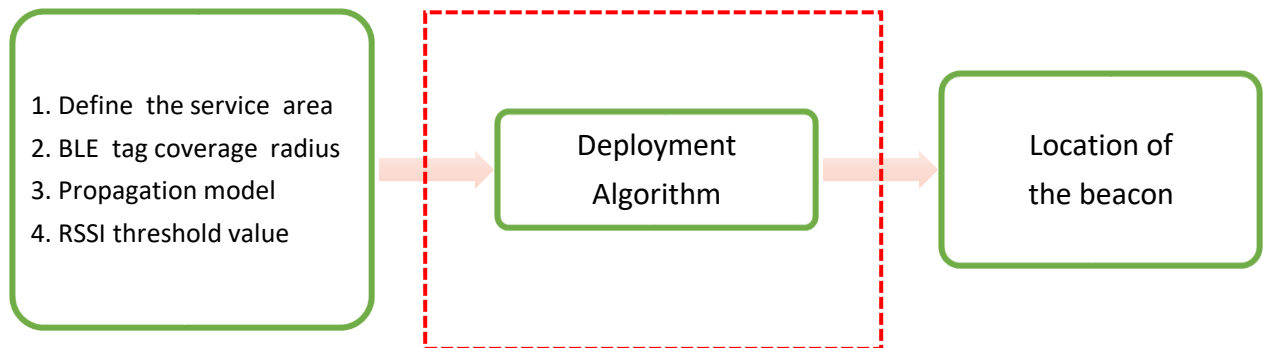 1. Define the service area
2. BLE tag coverage radius
3. Propagation model
4. RSSI threshold value
Deployment
Algorithm
Location of
the beacon